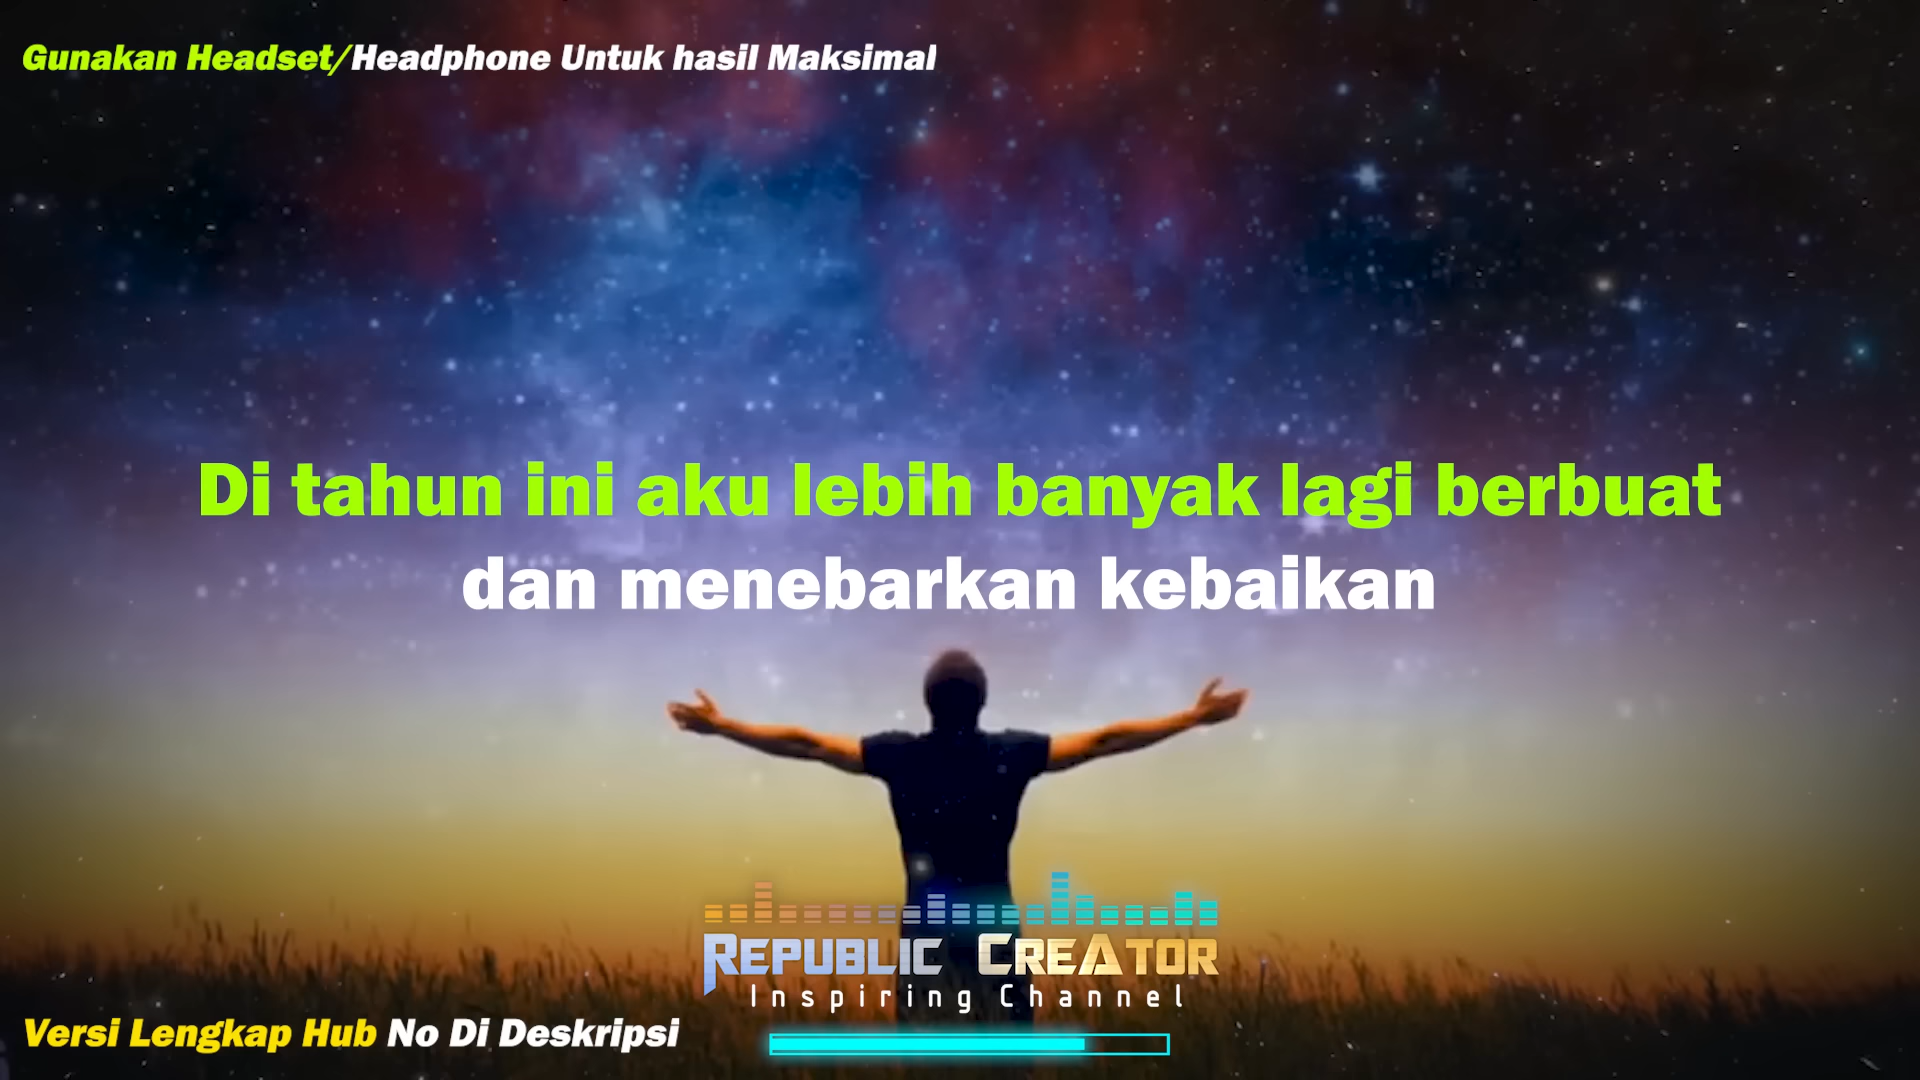 Gunakan Headset/Headphone Untuk hasil Maksimal
Di tahun ini aku lebih banyak lagi berbuat
dan menebarkan kebaikan
REPUBLIC CREATOR
Inspiring Channel
Versi Lengkap Hub No Di Deskripsi